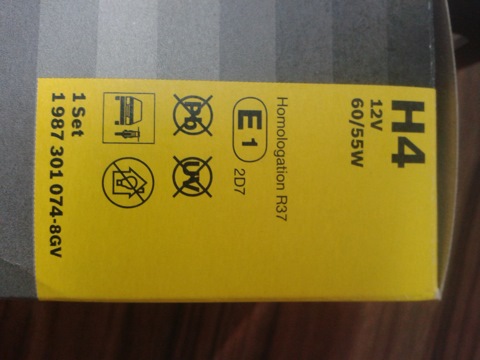 H4
12V
60/55W
Homologation R37
E1 2D7
Pb UV
1 Set
1 987 301 074-8GV